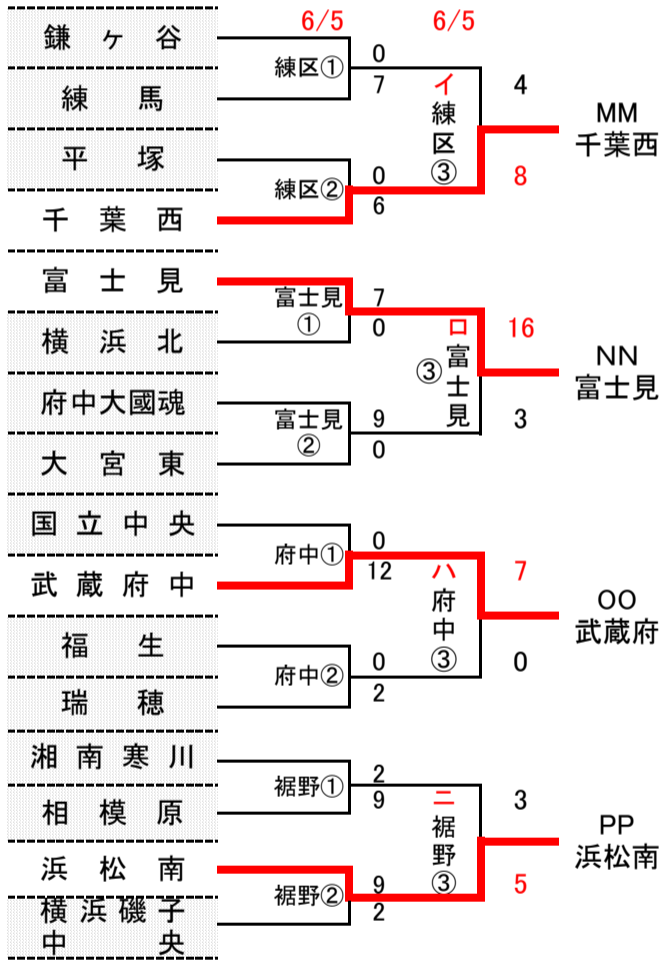 6/5 6/5
鎌ヶ谷
練馬
練区①
0
7
平塚
千葉西
練区②
0
6
イ
練区③
4
8
MM
千葉西
富士見
横浜北
富士見
①
7
0
府中大國魂
大宮東
富士見
②
9
0
ロ
富士見
③
16
3
NN
富士見
国立中央
武蔵府中
府中①
0
12
福生
瑞穂
府中②
0
2
ハ
府中③
7
0
OO
武蔵府
湘南寒川
相模原
裾野①
2
9
浜松南
横浜磯子
中央
裾野②
9
2
ニ
裾野③
3
5
PP
浜松南